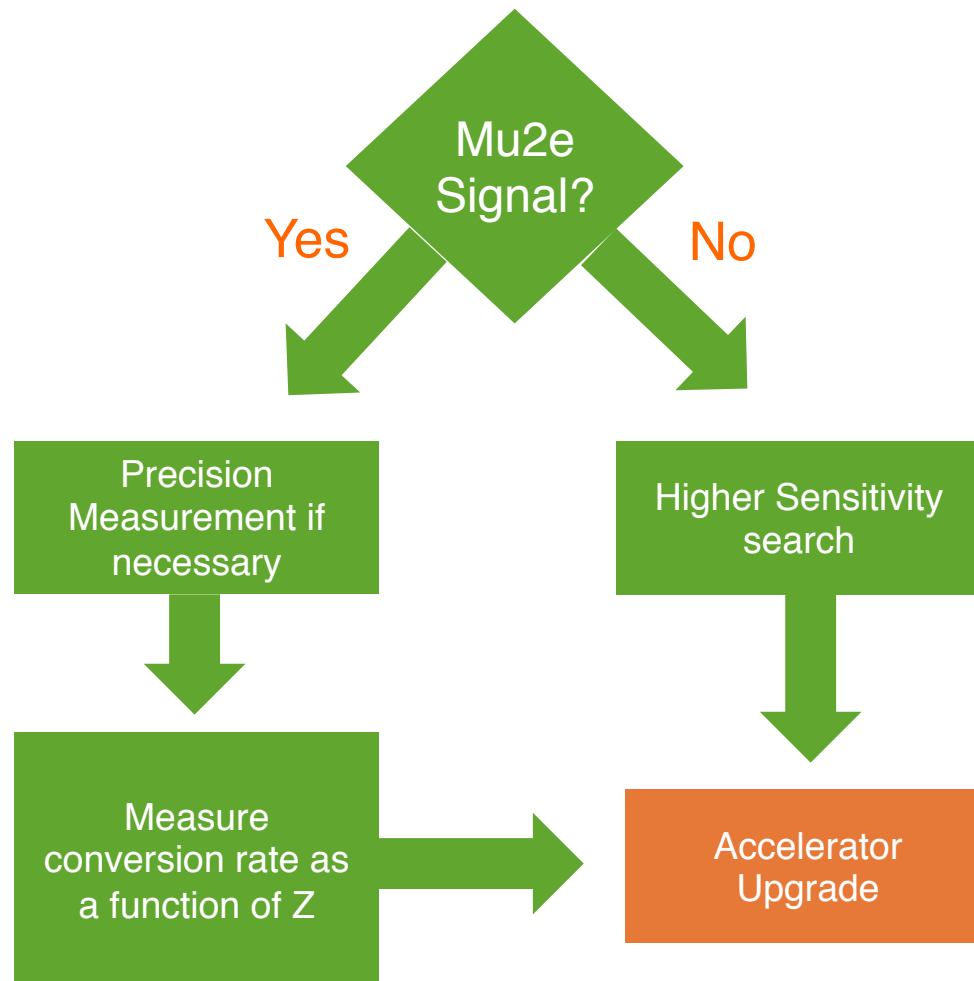 Mu2e
Signal?
Yes
No
Precision
Measurement if
necessary
Higher Sensitivity
search
Measure
conversion rate as
a function of Z
Accelerator
Upgrade